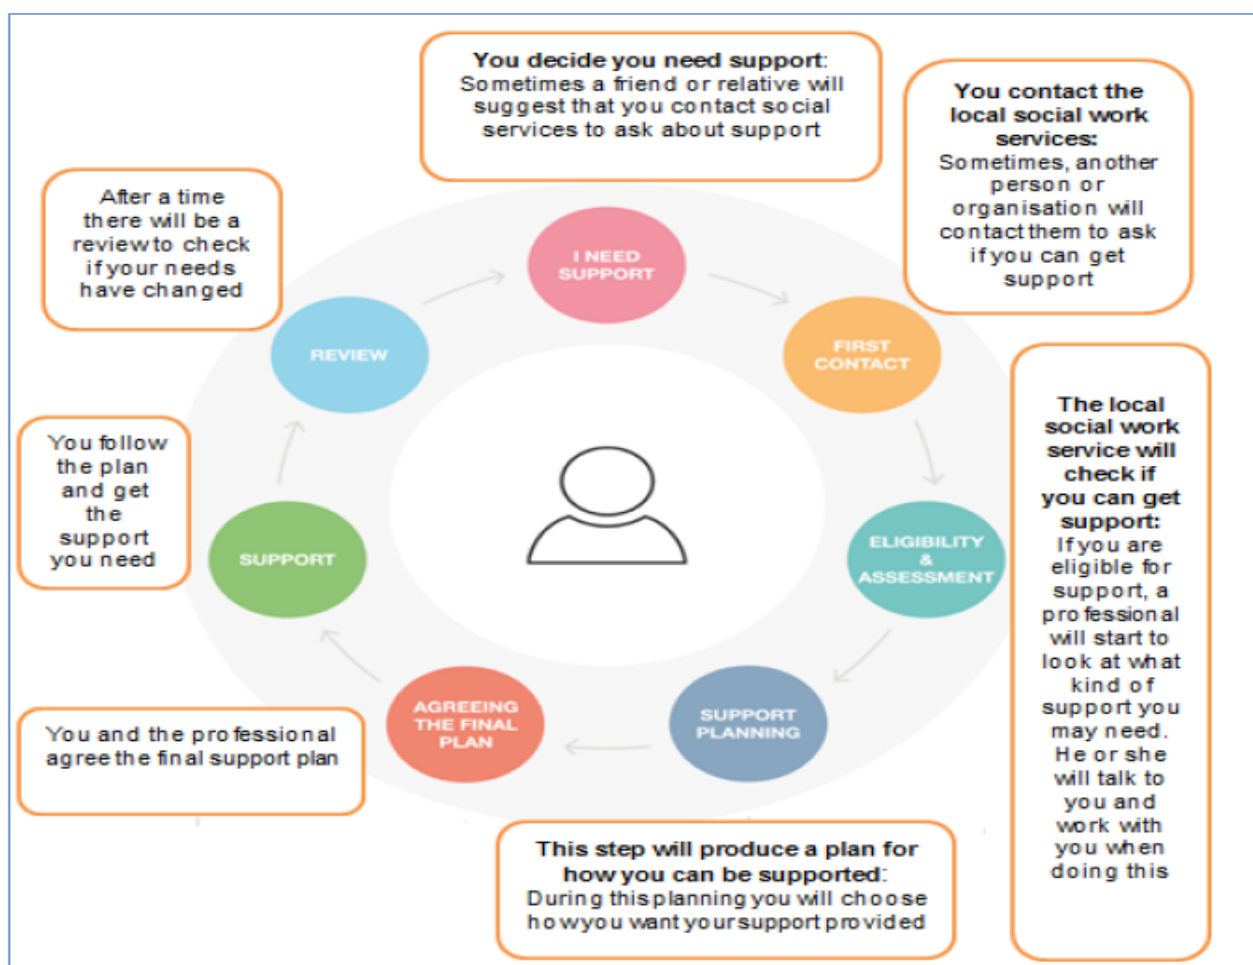 You decide you need support:
Sometimes a friend or relative will
suggest that you contact social
services to ask about support
You contact the
local social work
services:
Sometimes, another
person or
organisation will
contact them to ask
if you can get
support
After a time
there will be a
review to check
if your needs
have changed
I NEED
SUPPORT
FIRST
CONTACT
REVIEW
The local
social work
service will
check if
you can get
support:
If you are
eligible for
support, a
professional
will start to
look at what
kind of
support you
may need.
He or she
will talk to
you and
work with
you when
doing this
You follow
the plan
and get
the
support
you need
SUPPORT
ELIGIBILITY
&
ASSESSMENT
AGREEING
THE FINAL
PLAN
SUPPORT
PLANNING
You and the professional
agree the final support plan
This step will produce a plan for
how you can be supported:
During this planning you will choose
how you want your support provided